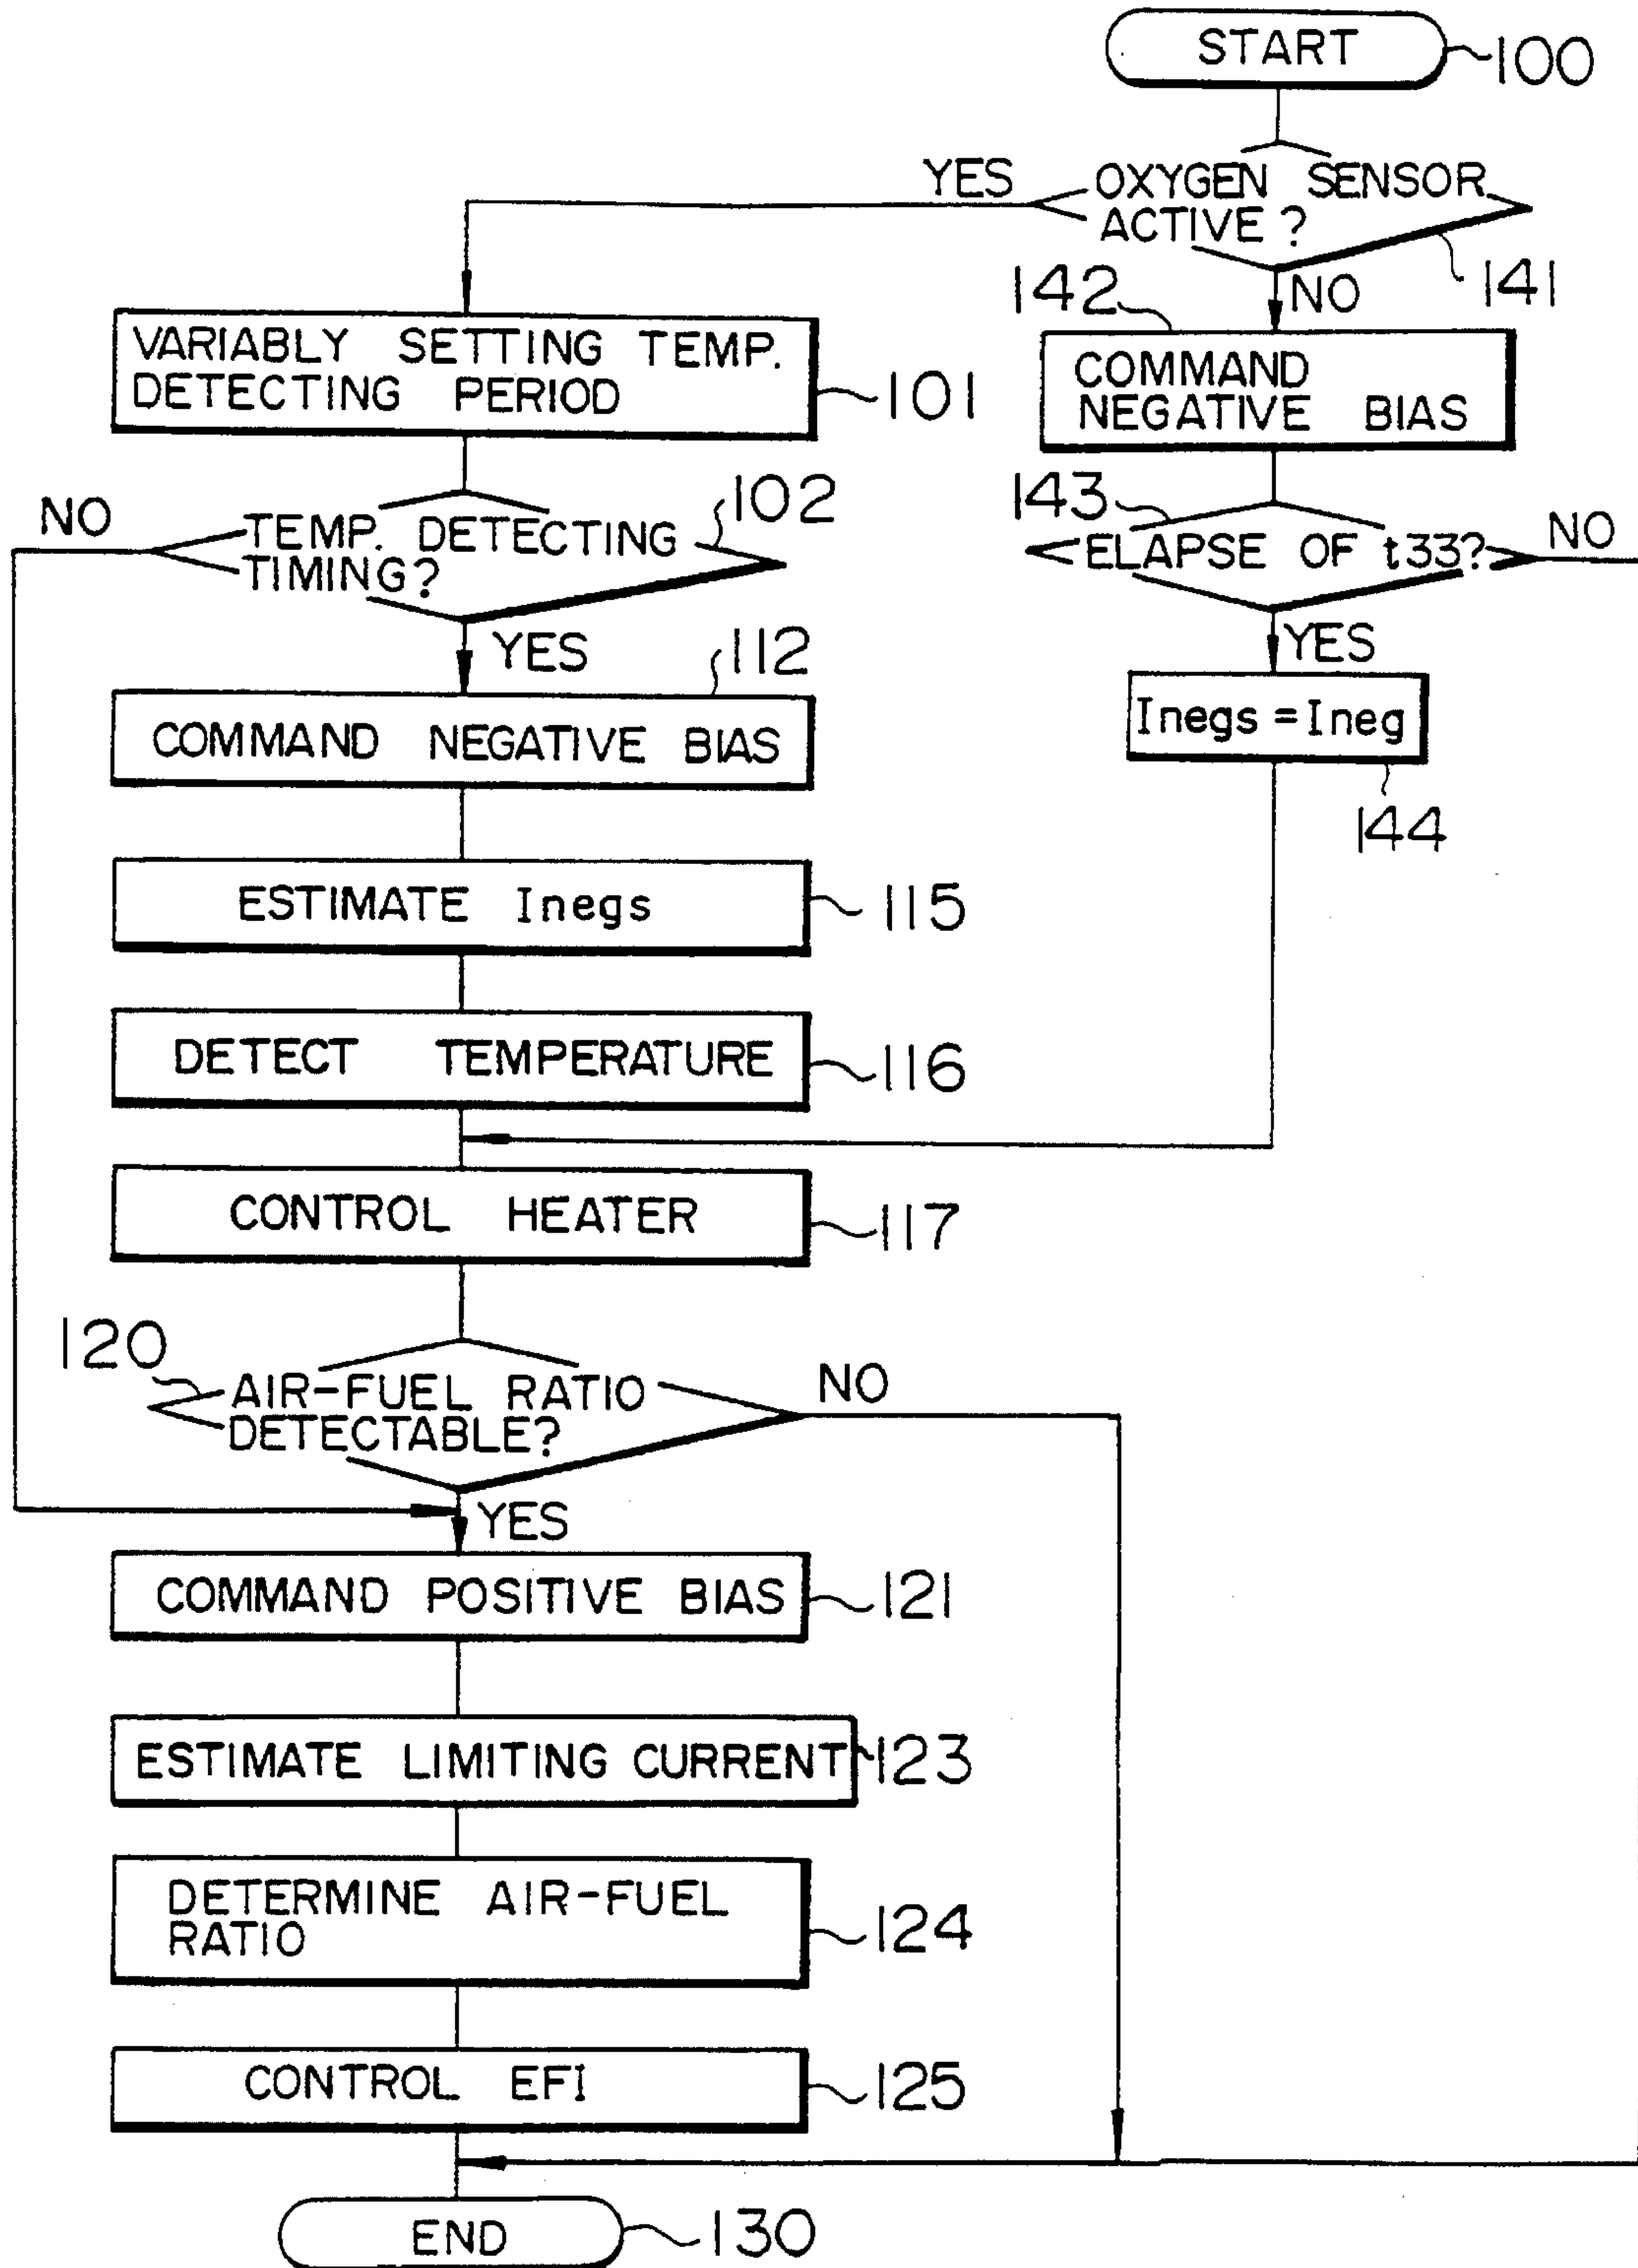 START
100
YES
OXYGEN SENSOR
ACTIVE?
141
NO
142
VARIABLY SETTING TEMP.
DETECTING PERIOD
101
COMMAND
NEGATIVE BIAS
143
ELAPSE OF t33?
NO
YES
Inegs = Ineg
144
NO
TEMP. DETECTING
TIMING?
102
YES
112
COMMAND NEGATIVE BIAS
ESTIMATE Inegs
115
DETECT TEMPERATURE
116
CONTROL HEATER
117
120
AIR-FUEL RATIO
DETECTABLE?
NO
YES
COMMAND POSITIVE BIAS
121
ESTIMATE LIMITING CURRENT
123
DETERMINE AIR-FUEL
RATIO
124
CONTROL EFI
125
END
130